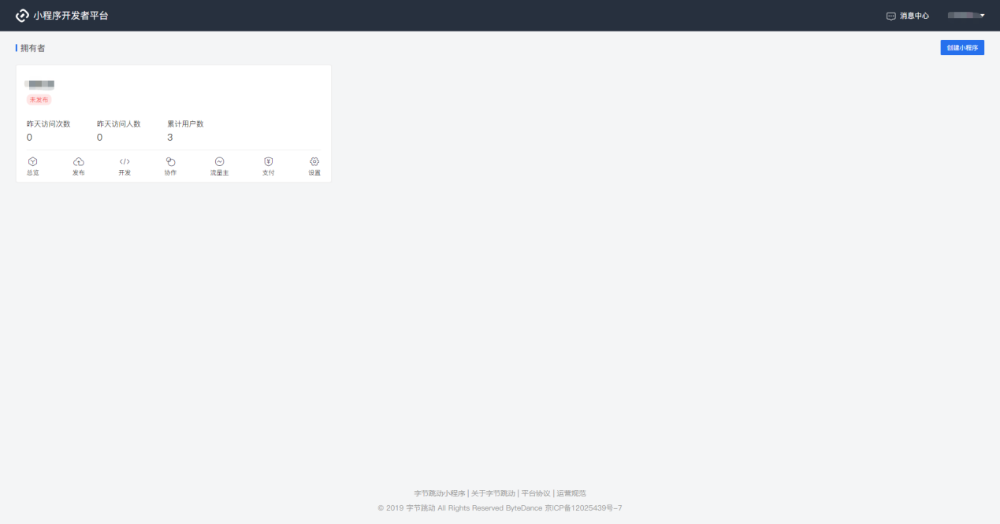 小程序开发者平台
消息中心
拥有者
创建小程序
未发布
昨天访问次数 昨天访问人数 累计用户数
0 0 3
总览 发布 开发 协作 流量主 支付 设置
字节跳动小程序 | 关于字节跳动 | 平台协议 | 运营规范
© 2019 字节跳动 All Rights Reserved ByteDance 京ICP备12025439号-7